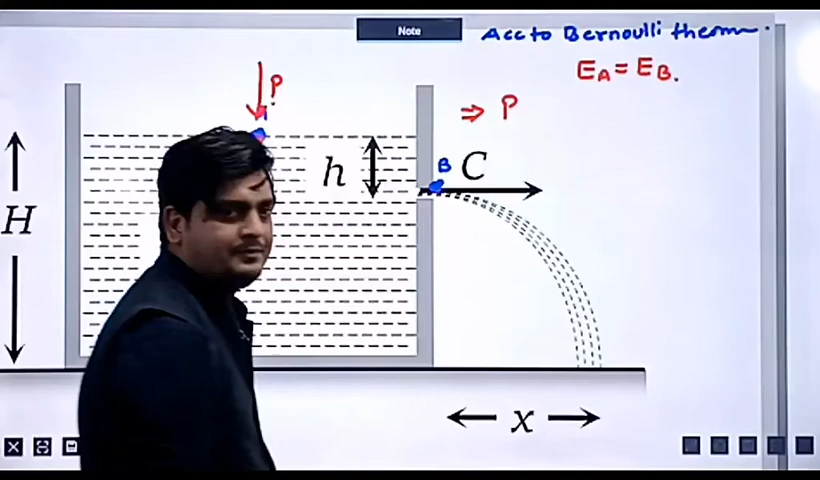 Note
Acc to Bernoulli theorm.
EA = EB.
P
⇒ P
h
B
C
H
x